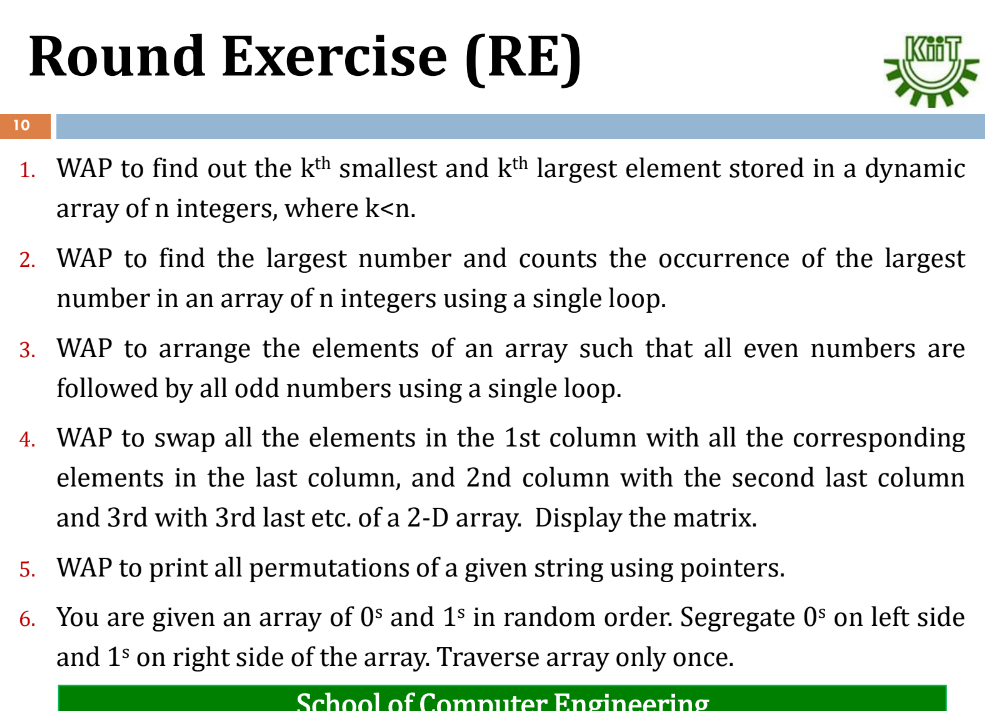 Round Exercise (RE)
KiiT
10
1. WAP to find out the kth smallest and kth largest element stored in a dynamic
array of n integers, where k<n.
2. WAP to find the largest number and counts the occurrence of the largest
number in an array of n integers using a single loop.
3. WAP to arrange the elements of an array such that all even numbers are
followed by all odd numbers using a single loop.
4. WAP to swap all the elements in the 1st column with all the corresponding
elements in the last column, and 2nd column with the second last column
and 3rd with 3rd last etc. of a 2-D array. Display the matrix.
5. WAP to print all permutations of a given string using pointers.
6. You are given an array of 0s and 1s in random order. Segregate 0s on left side
and 1s on right side of the array. Traverse array only once.
School of Computer Engineering